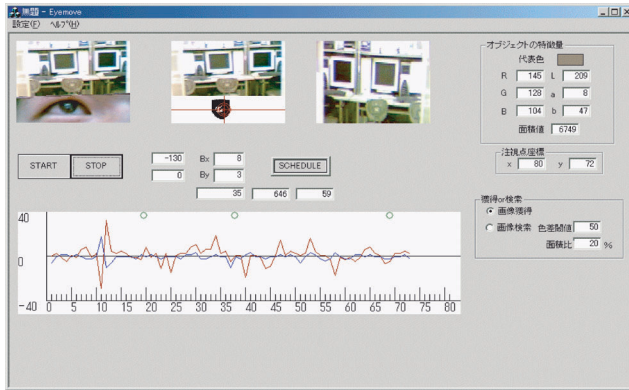 無題 - Eyemove
設定(F) ヘルプ(H)
オブジェクトの特徴量
代表色
R 145 L 209
G 128 a 8
B 104 b 47
面積値 6749
注視点座標
x 80 y 72
START STOP
-130 Bx 8
0 By 3
SCHEDULE
35 646 59
獲得or検索
画像獲得
画像検索 色差閾値 50
面積比 20 %
40
0
-40
0 5 10 15 20 25 30 35 40 45 50 55 60 65 70 75 80